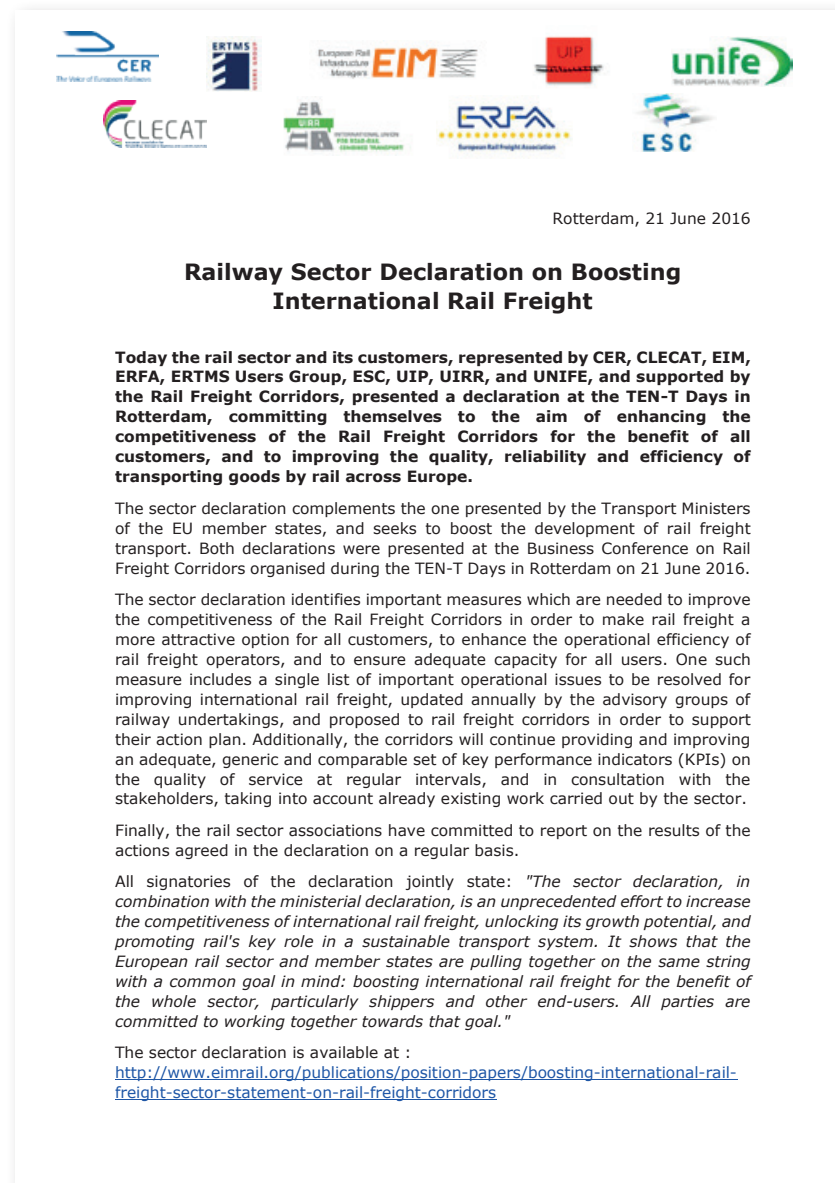 CER
The Voice of European Railways
ERTMS
USERS GROUP
European Rail
Infrastructure
Managers
EIM
UIP
unife
THE EUROPEAN RAIL INDUSTRY
CLECAT
UIRR
INTERNATIONAL UNION
FOR ROAD-RAIL
COMBINED TRANSPORT
ERFA
European Rail Freight Association
ESC
Rotterdam, 21 June 2016
Railway Sector Declaration on Boosting
International Rail Freight
Today the rail sector and its customers, represented by CER, CLECAT, EIM,
ERFA, ERTMS Users Group, ESC, UIP, UIRR, and UNIFE, and supported by
the Rail Freight Corridors, presented a declaration at the TEN-T Days in
Rotterdam, committing themselves to the aim of enhancing the
competitiveness of the Rail Freight Corridors for the benefit of all
customers, and to improving the quality, reliability and efficiency of
transporting goods by rail across Europe.
The sector declaration complements the one presented by the Transport Ministers
of the EU member states, and seeks to boost the development of rail freight
transport. Both declarations were presented at the Business Conference on Rail
Freight Corridors organised during the TEN-T Days in Rotterdam on 21 June 2016.
The sector declaration identifies important measures which are needed to improve
the competitiveness of the Rail Freight Corridors in order to make rail freight a
more attractive option for all customers, to enhance the operational efficiency of
rail freight operators, and to ensure adequate capacity for all users. One such
measure includes a single list of important operational issues to be resolved for
improving international rail freight, updated annually by the advisory groups of
railway undertakings, and proposed to rail freight corridors in order to support
their action plan. Additionally, the corridors will continue providing and improving
an adequate, generic and comparable set of key performance indicators (KPIs) on
the quality of service at regular intervals, and in consultation with the
stakeholders, taking into account already existing work carried out by the sector.
Finally, the rail sector associations have committed to report on the results of the
actions agreed in the declaration on a regular basis.
All signatories of the declaration jointly state: "The sector declaration, in
combination with the ministerial declaration, is an unprecedented effort to increase
the competitiveness of international rail freight, unlocking its growth potential, and
promoting rail's key role in a sustainable transport system. It shows that the
European rail sector and member states are pulling together on the same string
with a common goal in mind: boosting international rail freight for the benefit of
the whole sector, particularly shippers and other end-users. All parties are
committed to working together towards that goal."
The sector declaration is available at :
http://www.eimrail.org/publications/position-papers/boosting-international-rail-
freight-sector-statement-on-rail-freight-corridors